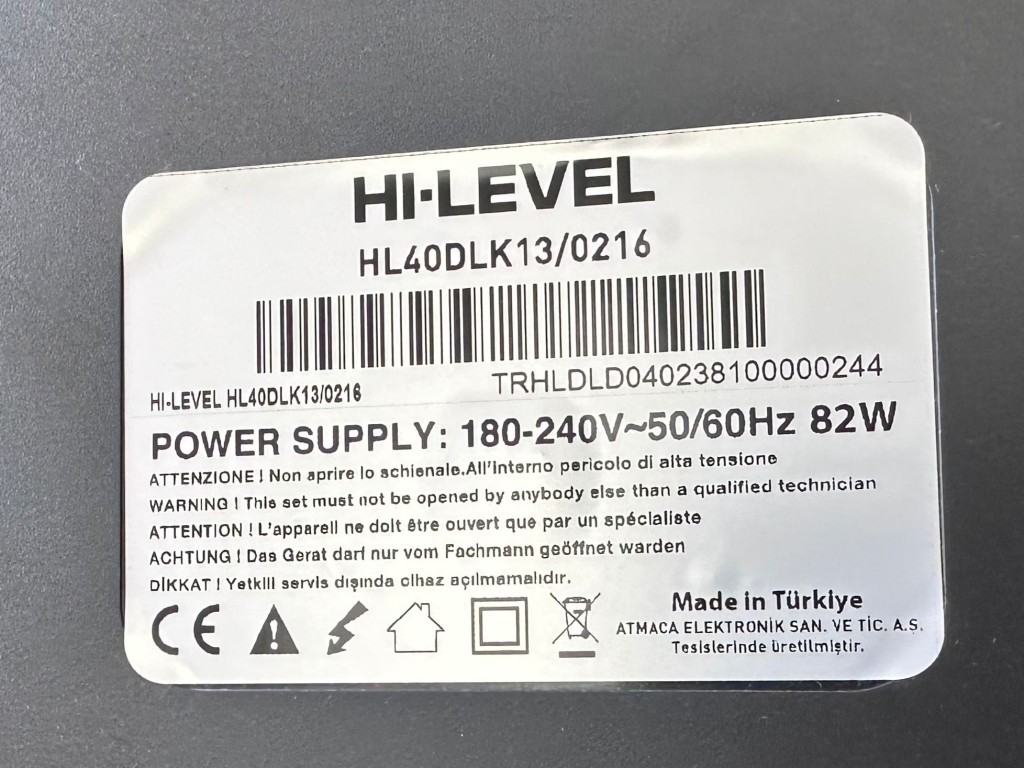 HI-LEVEL
HL40DLK13/0216
HI-LEVEL HL40DLK13/0216
TRHLDLD040238100000244
POWER SUPPLY: 180-240V~50/60Hz 82W
ATTENZIONE ! Non aprire lo schienale.All'interno pericolo di alta tensione
WARNING ! This set must not be opened by anybody else than a qualified technician
ATTENTION ! L'appareil ne doit être ouvert que par un spécialiste
ACHTUNG ! Das Gerat darf nur vom Fachmann geöffnet warden
DİKKAT ! Yetkili servis dışında cihaz açılmamalıdır.
CE
Made in Türkiye
ATMACA ELEKTRONİK SAN. VE TİC. A.Ş.
Tesislerinde üretilmiştir.